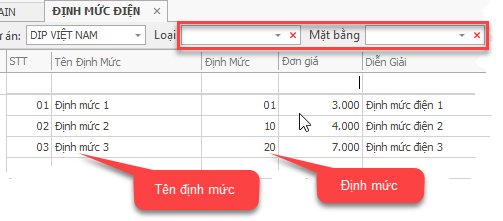 AIN ĐỊNH MỨC ĐIỆN ×
ự án: DIP VIỆT NAM Loại × Mặt bằng ×
STT Tên Định Mức Định Mức Đơn giá Diễn Giải
01 Định mức 1 01 3.000 Định mức điện 1
02 Định mức 2 10 4.000 Định mức điện 2
03 Định mức 3 20 7.000 Định mức điện 3
Tên định mức Định mức